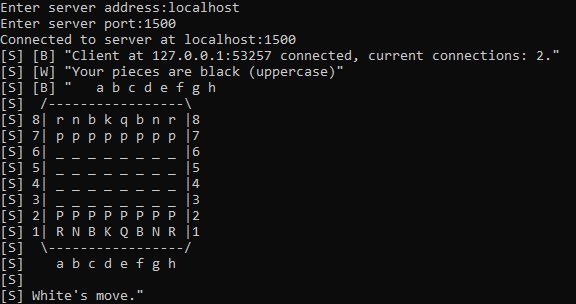 Enter server address:localhost
Enter server port:1500
Connected to server at localhost:1500
[S] [B] "Client at 127.0.0.1:53257 connected, current connections: 2."
[S] [W] "Your pieces are black (uppercase)"
[S] [B] "   a b c d e f g h
[S]  /-----------------\
[S] 8| r n b k q b n r |8
[S] 7| p p p p p p p p |7
[S] 6| _ _ _ _ _ _ _ _ |6
[S] 5| _ _ _ _ _ _ _ _ |5
[S] 4| _ _ _ _ _ _ _ _ |4
[S] 3| _ _ _ _ _ _ _ _ |3
[S] 2| P P P P P P P P |2
[S] 1| R N B K Q B N R |1
[S]  \-----------------/
[S]    a b c d e f g h
[S]
[S] White's move."